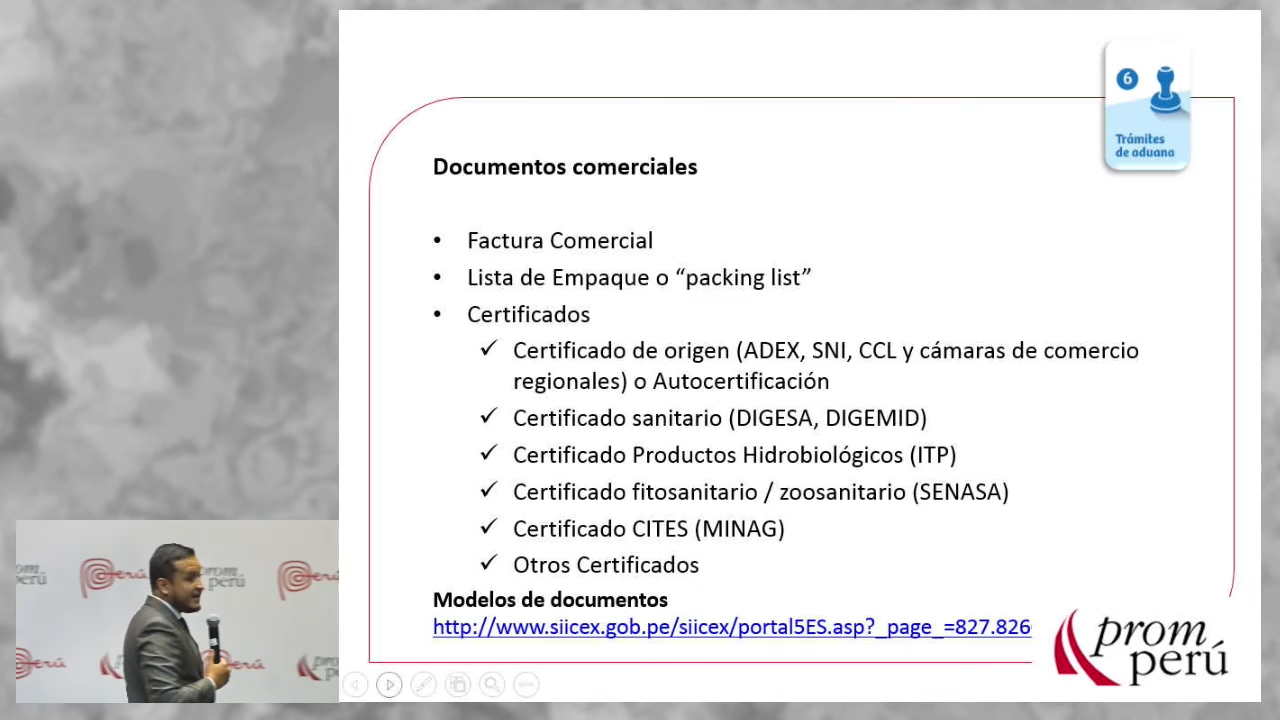 6
Trámites
de aduana
Documentos comerciales
• Factura Comercial
• Lista de Empaque o “packing list”
• Certificados
✓ Certificado de origen (ADEX, SNI, CCL y cámaras de comercio
regionales) o Autocertificación
✓ Certificado sanitario (DIGESA, DIGEMID)
✓ Certificado Productos Hidrobiológicos (ITP)
✓ Certificado fitosanitario / zoosanitario (SENASA)
✓ Certificado CITES (MINAG)
✓ Otros Certificados
Modelos de documentos
http://www.siicex.gob.pe/siicex/portal5ES.asp?_page_=827.826
prom
perú